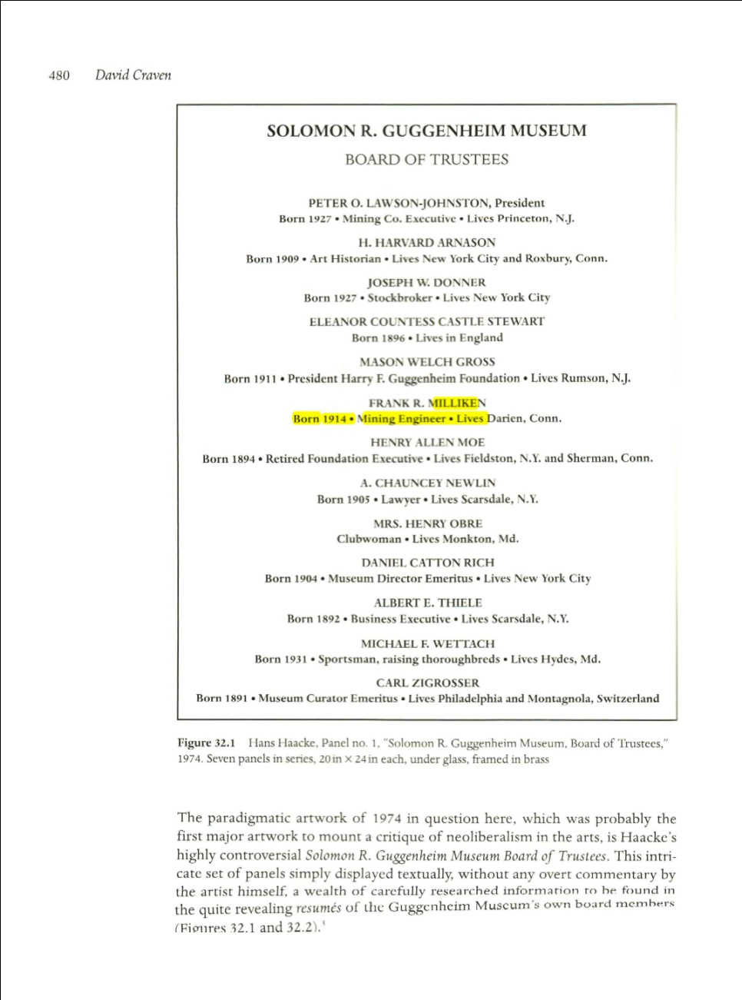 480 David Craven
SOLOMON R. GUGGENHEIM MUSEUM
BOARD OF TRUSTEES
PETER O. LAWSON-JOHNSTON, President
Born 1927 • Mining Co. Executive • Lives Princeton, N.J.
H. HARVARD ARNASON
Born 1909 • Art Historian • Lives New York City and Roxbury, Conn.
JOSEPH W. DONNER
Born 1927 • Stockbroker • Lives New York City
ELEANOR COUNTESS CASTLE STEWART
Born 1896 • Lives in England
MASON WELCH GROSS
Born 1911 • President Harry F. Guggenheim Foundation • Lives Rumson, N.J.
FRANK R. MILLIKEN
Born 1914 • Mining Engineer • Lives Darien, Conn.
HENRY ALLEN MOE
Born 1894 • Retired Foundation Executive • Lives Fieldston, N.Y. and Sherman, Conn.
A. CHAUNCEY NEWLIN
Born 1905 • Lawyer • Lives Scarsdale, N.Y.
MRS. HENRY OBRE
Clubwoman • Lives Monkton, Md.
DANIEL CATTON RICH
Born 1904 • Museum Director Emeritus • Lives New York City
ALBERT E. THIELE
Born 1892 • Business Executive • Lives Scarsdale, N.Y.
MICHAEL F. WETTACH
Born 1931 • Sportsman, raising thoroughbreds • Lives Hydes, Md.
CARL ZIGROSSER
Born 1891 • Museum Curator Emeritus • Lives Philadelphia and Montagnola, Switzerland
Figure 32.1 Hans Haacke, Panel no. 1, "Solomon R. Guggenheim Museum, Board of Trustees,"
1974. Seven panels in series, 20 in × 24 in each, under glass, framed in brass
The paradigmatic artwork of 1974 in question here, which was probably the
first major artwork to mount a critique of neoliberalism in the arts, is Haacke's
highly controversial Solomon R. Guggenheim Museum Board of Trustees. This intri-
cate set of panels simply displayed textually, without any overt commentary by
the artist himself, a wealth of carefully researched information to be found in
the quite revealing resumés of the Guggenheim Museum's own board members
(Figures 32.1 and 32.2).³